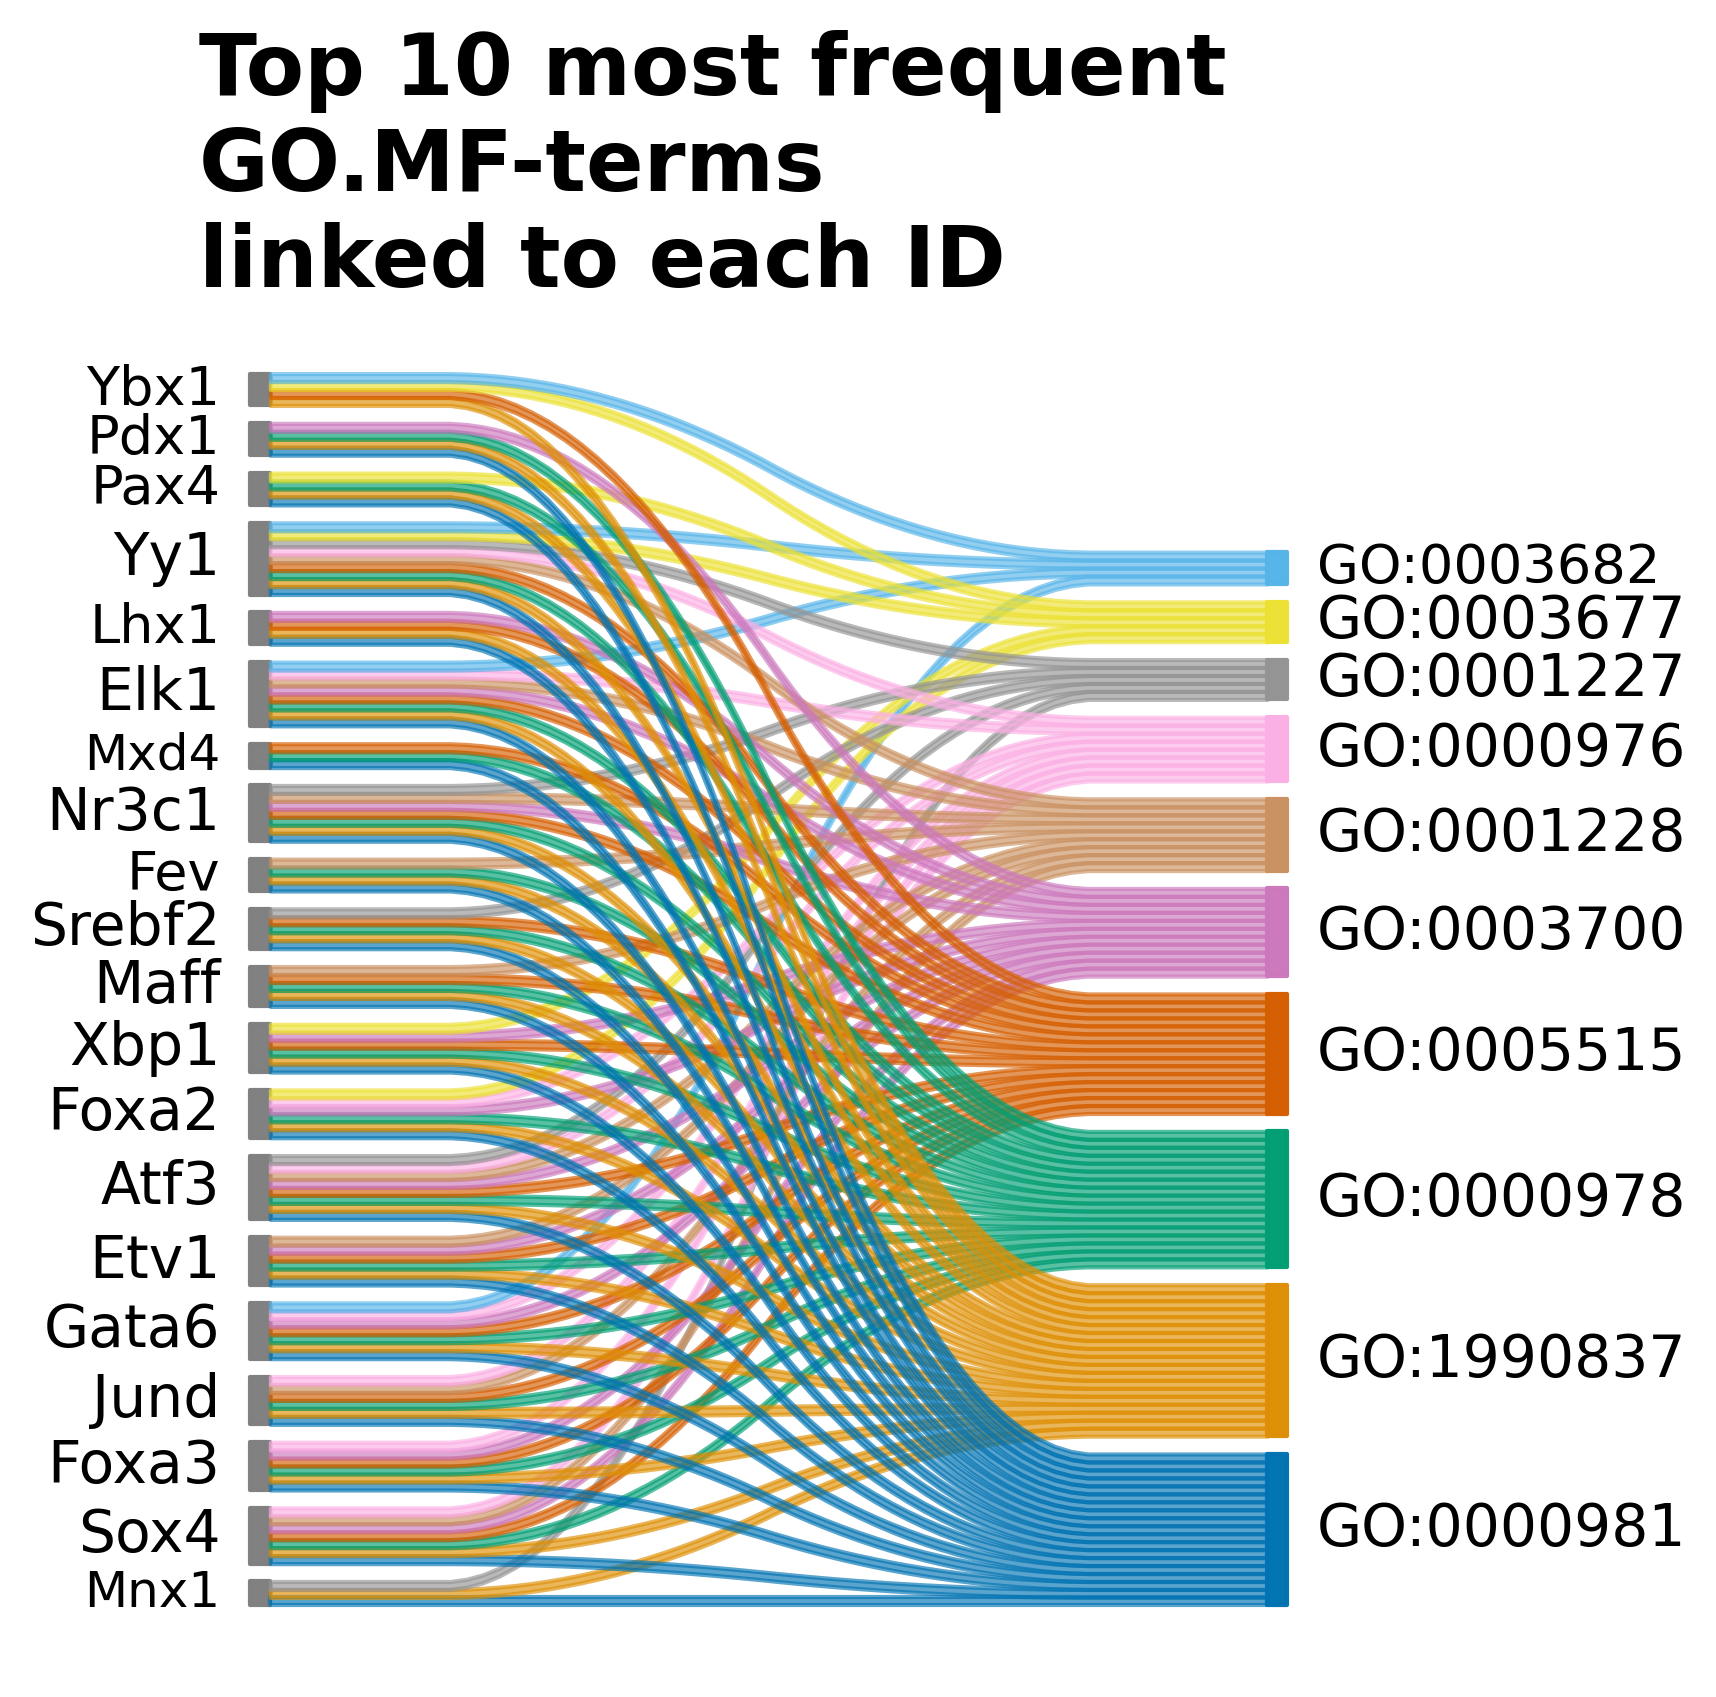 Top 10 most frequent
GO.MF-terms
linked to each ID
Ybx1
Pdx1
Pax4
Yy1
Lhx1
Elk1
Mxd4
Nr3c1
Fev
Srebf2
Maff
Xbp1
Foxa2
Atf3
Etv1
Gata6
Jund
Foxa3
Sox4
Mnx1
GO:0003682
GO:0003677
GO:0001227
GO:0000976
GO:0001228
GO:0003700
GO:0005515
GO:0000978
GO:1990837
GO:0000981